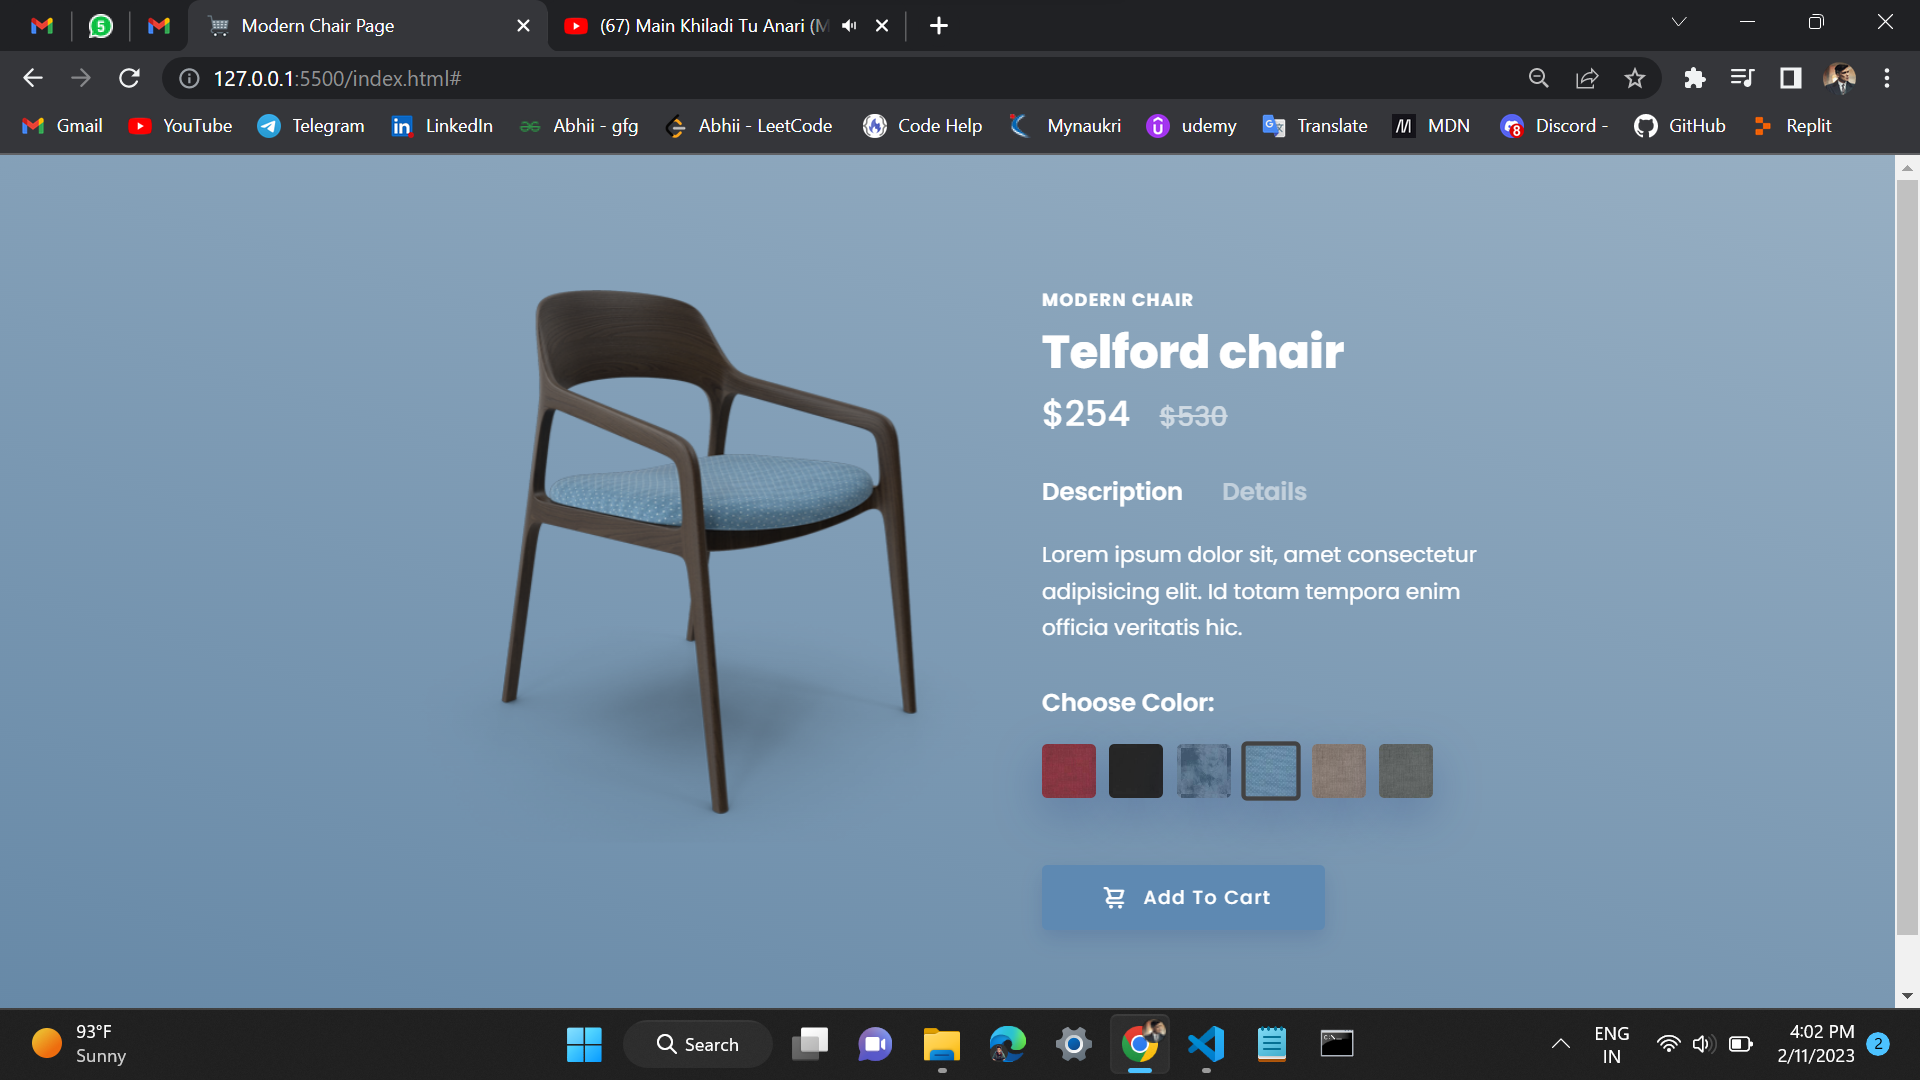 5
Modern Chair Page
(67) Main Khiladi Tu Anari (M
127.0.0.1:5500/index.html#
Gmail YouTube Telegram LinkedIn Abhii - gfg Abhii - LeetCode Code Help Mynaukri udemy Translate MDN Discord - GitHub Replit
MODERN CHAIR
Telford chair
$254 $530
Description Details
Lorem ipsum dolor sit, amet consectetur
adipisicing elit. Id totam tempora enim
officia veritatis hic.
Choose Color:
Add To Cart
93°F
Sunny
Search
ENG
IN
4:02 PM
2/11/2023
2